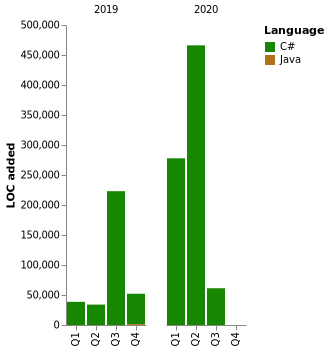 2019
2020
Language
C#
Java
LOC added
500,000
450,000
400,000
350,000
300,000
250,000
200,000
150,000
100,000
50,000
0
Q1
Q2
Q3
Q4
Q1
Q2
Q3
Q4